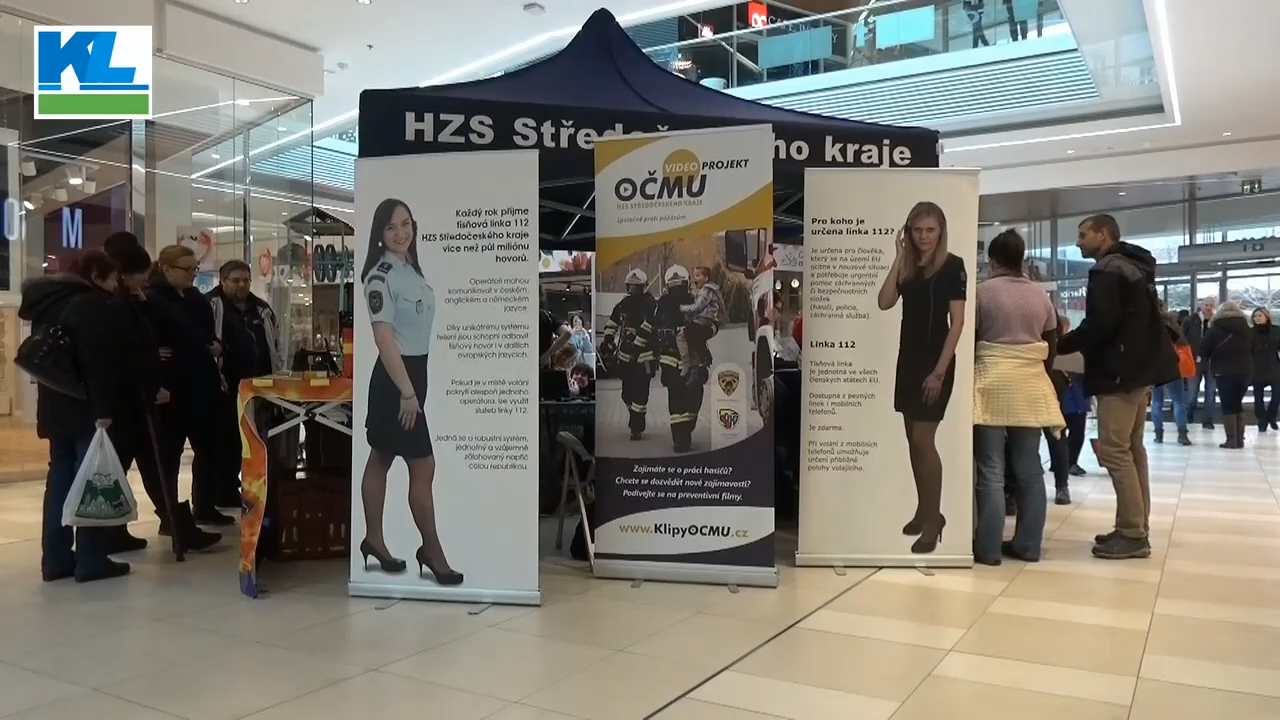 KL
HZS Středo ho kraje
M
Každý rok přijme
tísňová linka 112
HZS Středočeského kraje
více než půl miliónu
hovorů.
Operátoři mohou
komunikovat v českém,
anglickém a německém
jazyce.
Díky unikátnímu systému
řešení jsou schopni odbavit
tísňový hovor i v dalších
evropských jazycích.
Pokud je v místě volání
pokrytí alespoň jednoho
operátora, lze využít
služeb linky 112.
Jedná se o robustní systém,
jednotný a vzájemně
zálohovaný napříč
celou republikou.
VIDEO PROJEKT
OČMU
HZS STŘEDOČESKÉHO KRAJE
Společně proti požárům
Zajímáte se o práci hasičů?
Chcete se dozvědět nové zajímavosti?
Podívejte se na preventivní filmy.
www.KlipyOCMU.cz
Pro koho je
určena linka 112?
Je určena pro člověka,
který se na území EU
ocitne v nouzové situaci
a potřebuje urgentní
pomoc záchranných
či bezpečnostních
složek
(hasiči, policie,
záchranná služba).
Linka 112
Tísňová linka
je jednotná ve všech
členských státech EU.
Dostupná z pevných
linek i mobilních
telefonů.
Je zdarma.
Při volání z mobilních
telefonů umožňuje
určení přibližné
polohy volajícího.